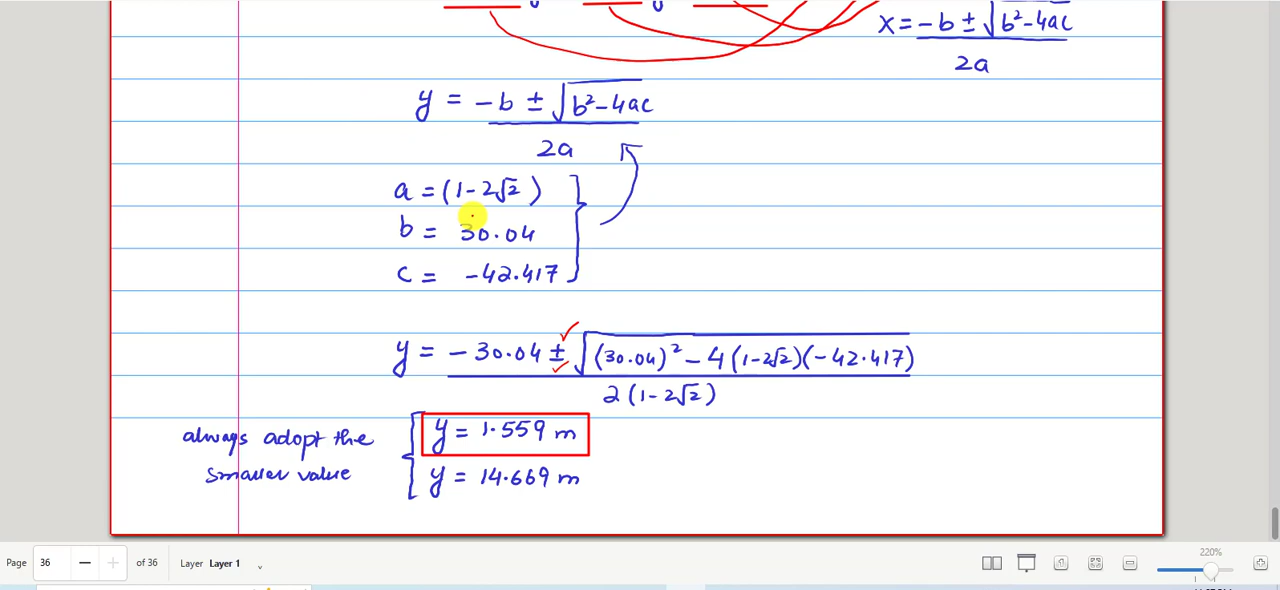 x = -b ± √b²-4ac
2a
y = -b ± √b²-4ac
2a
a = (1-2√2)
b = 30.04
c = -42.417
y = -30.04 ± √(30.04)² - 4(1-2√2)(-42.417)
2(1-2√2)
always adopt the
smaller value
y = 1.559 m
y = 14.669 m
Page 36 of 36 Layer Layer 1
220%